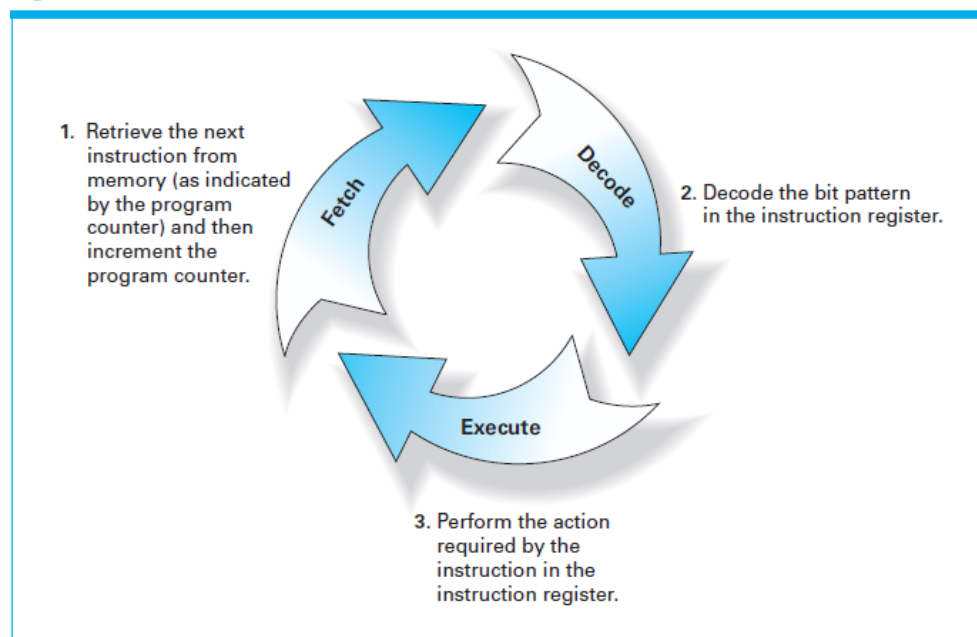 1. Retrieve the next
instruction from
memory (as indicated
by the program
counter) and then
increment the
program counter.
Fetch
Decode
2. Decode the bit pattern
in the instruction register.
Execute
3. Perform the action
required by the
instruction in the
instruction register.